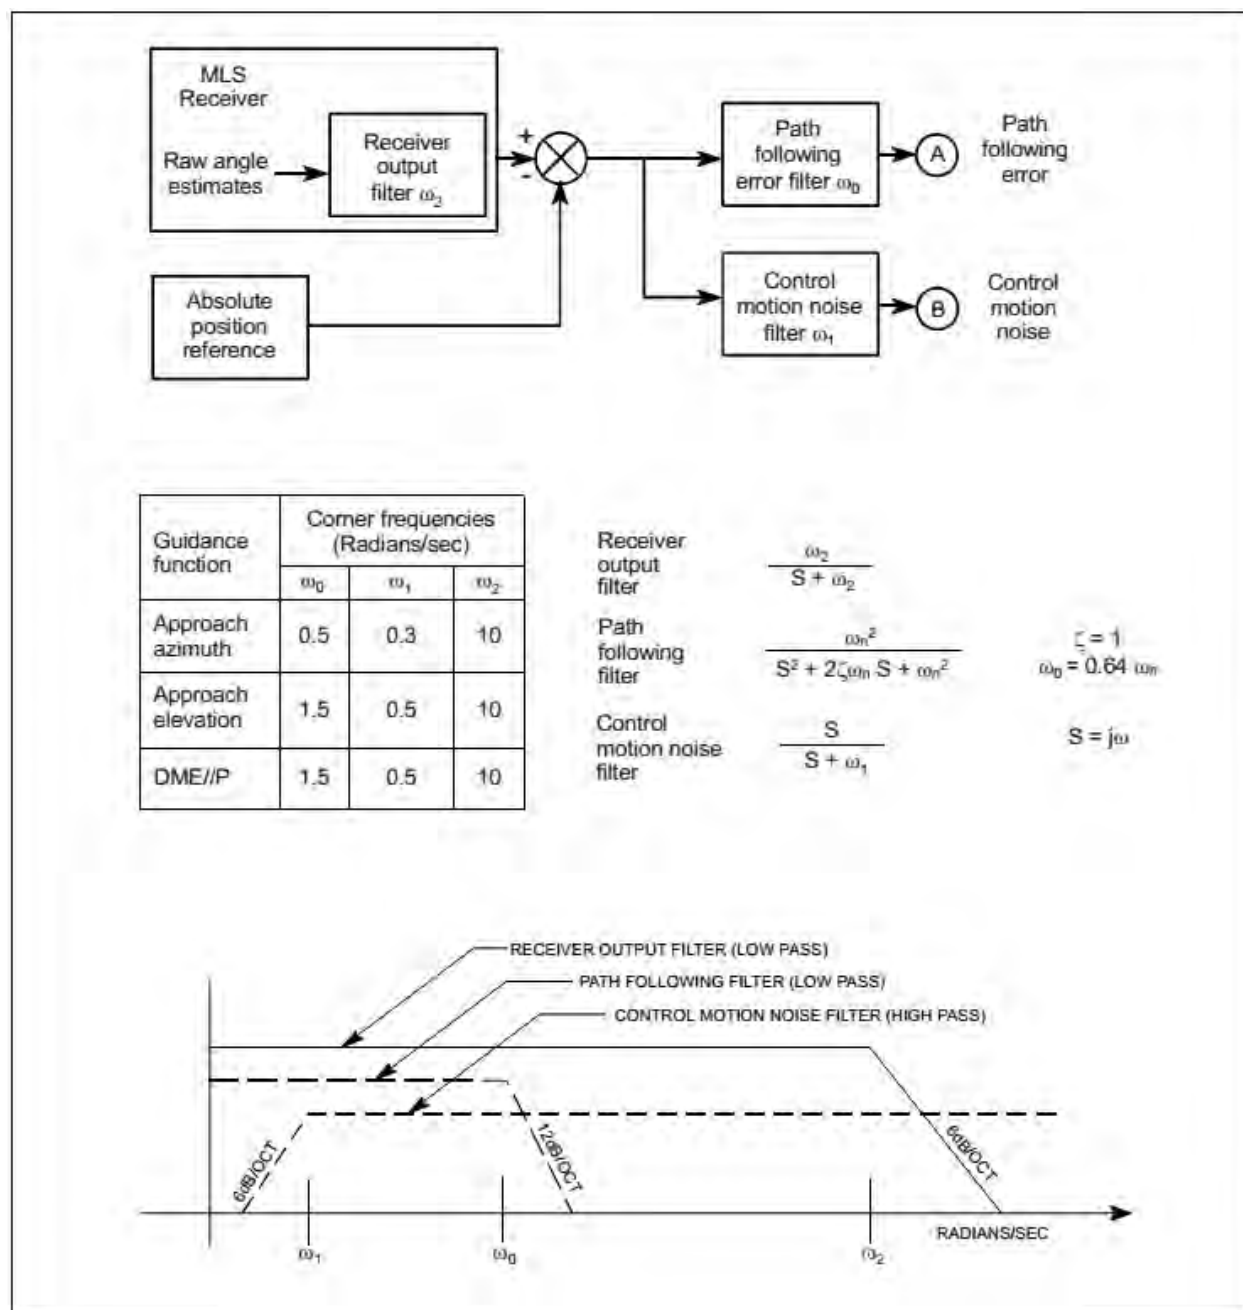 MLS
Receiver
Raw angle
estimates
Receiver
output
filter ω₂
+
-
Path
following
error filter ω₀
A
Path
following
error
Absolute
position
reference
Control
motion noise
filter ω₁
B
Control
motion
noise
Guidance
function
Corner frequencies
(Radians/sec)
ω₀ ω₁ ω₂
Approach
azimuth
0.5 0.3 10
Approach
elevation
1.5 0.5 10
DME//P 1.5 0.5 10
Receiver
output
filter
ω₂
S + ω₂
Path
following
filter
ωₙ²
S² + 2ζωₙ S + ωₙ²
ζ = 1
ω₀ = 0.64 ωₙ
Control
motion noise
filter
S
S + ω₁
S = jω
RECEIVER OUTPUT FILTER (LOW PASS)
PATH FOLLOWING FILTER (LOW PASS)
CONTROL MOTION NOISE FILTER (HIGH PASS)
6dB/OCT
12dB/OCT
6dB/OCT
RADIANS/SEC
ω₁
ω₀
ω₂